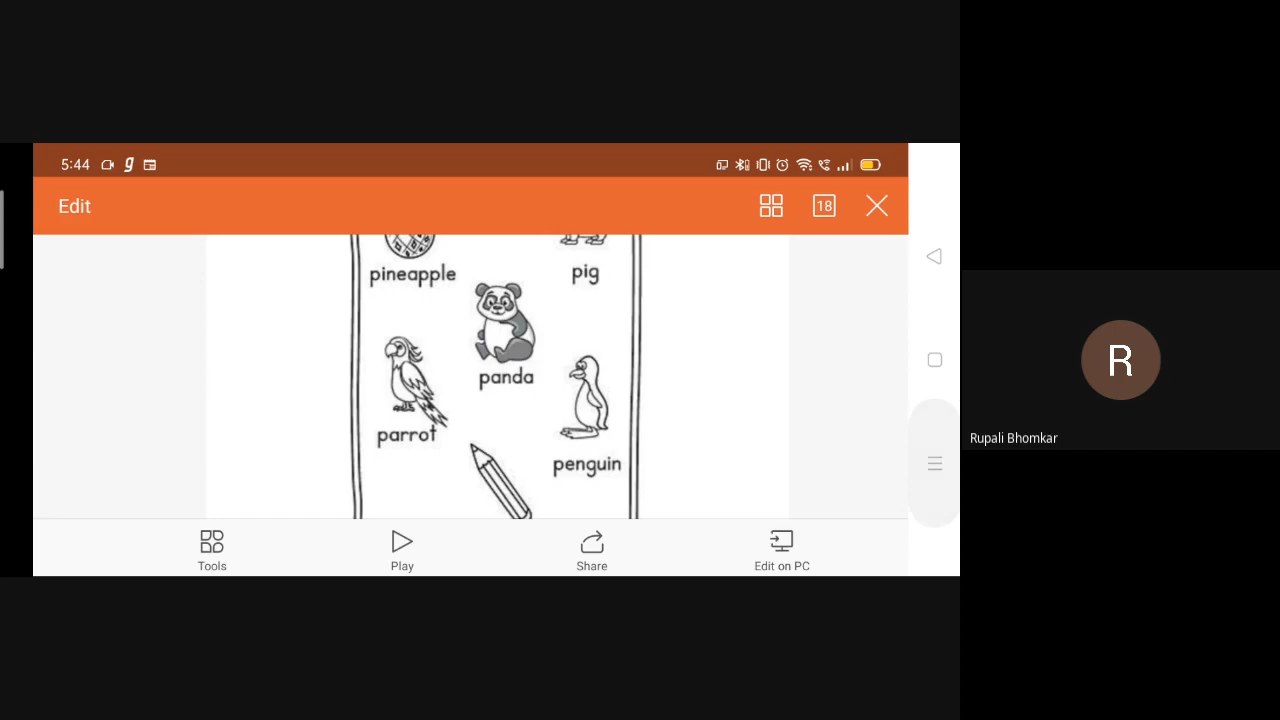 5:44 g
Edit 18
pineapple pig
panda
parrot
penguin
R
Rupali Bhomkar
Tools Play Share Edit on PC